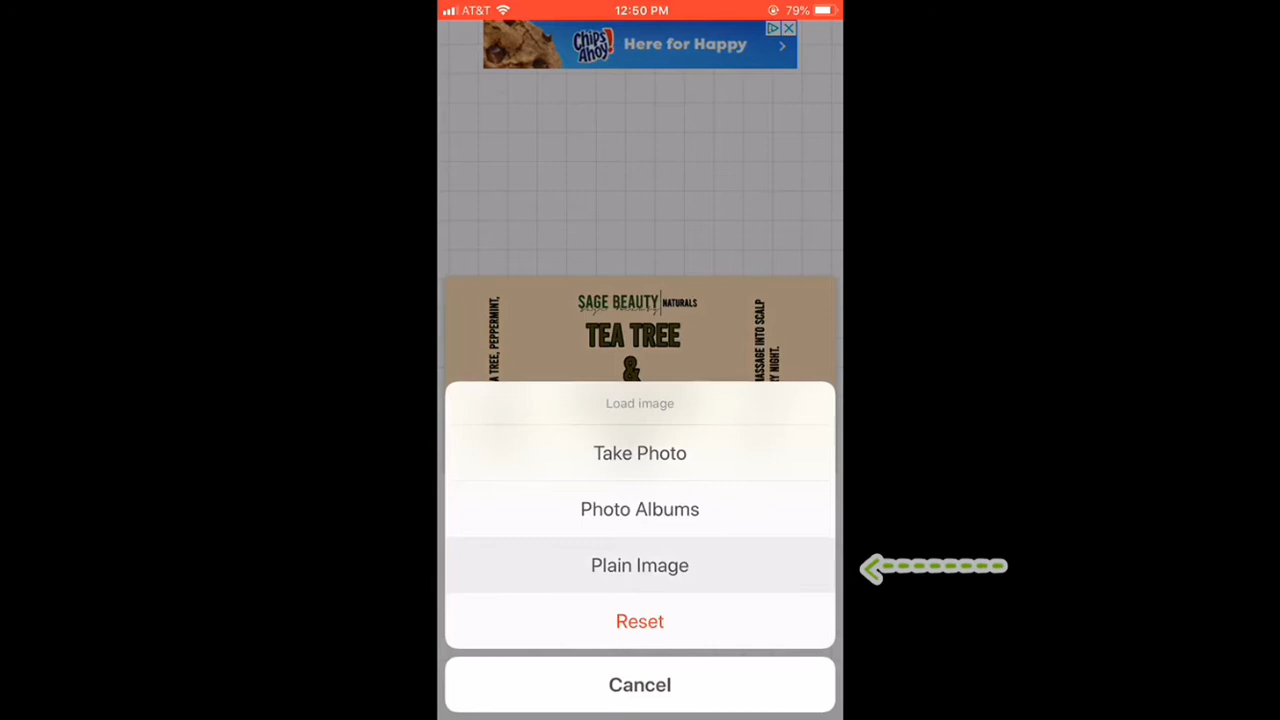 AT&T
12:50 PM
79%
Chips Ahoy!
Here for Happy
SAGE BEAUTY NATURALS
TEA TREE
&
A TREE, PEPPERMINT,
MASSAGE INTO SCALP
RY NIGHT.
Load image
Take Photo
Photo Albums
Plain Image
Reset
Cancel